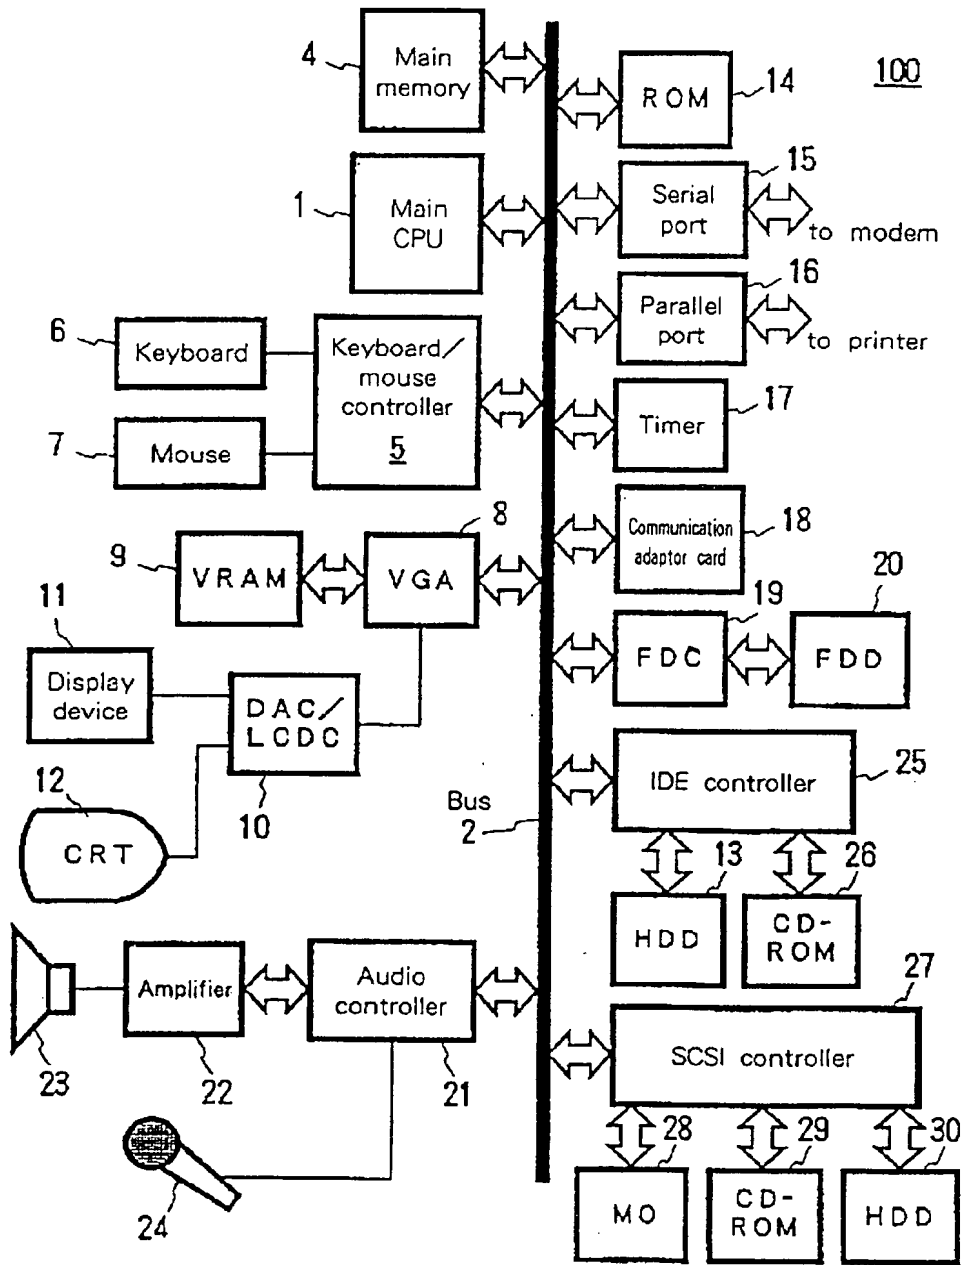 4
Main
memory
ROM
14
100
1
Main
CPU
15
Serial
port
to modem
16
Parallel
port
to printer
6
Keyboard
Keyboard/
mouse
controller
5
7
Mouse
17
Timer
18
Communication
adaptor card
9
VRAM
8
VGA
19
FDC
20
FDD
11
Display
device
DAC/
LCDC
10
12
CRT
Bus
2
IDE controller
25
13
HDD
26
CD-
ROM
23
Amplifier
22
Audio
controller
21
27
SCSI controller
24
28
MO
29
CD-
ROM
30
HDD